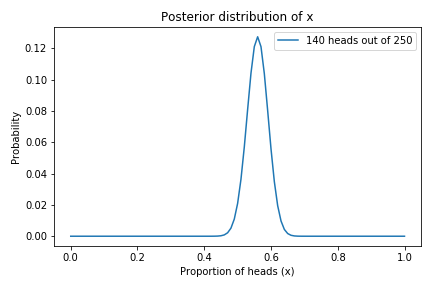 Posterior distribution of x
140 heads out of 250
Probability
0.12
0.10
0.08
0.06
0.04
0.02
0.00
0.0 0.2 0.4 0.6 0.8 1.0
Proportion of heads (x)